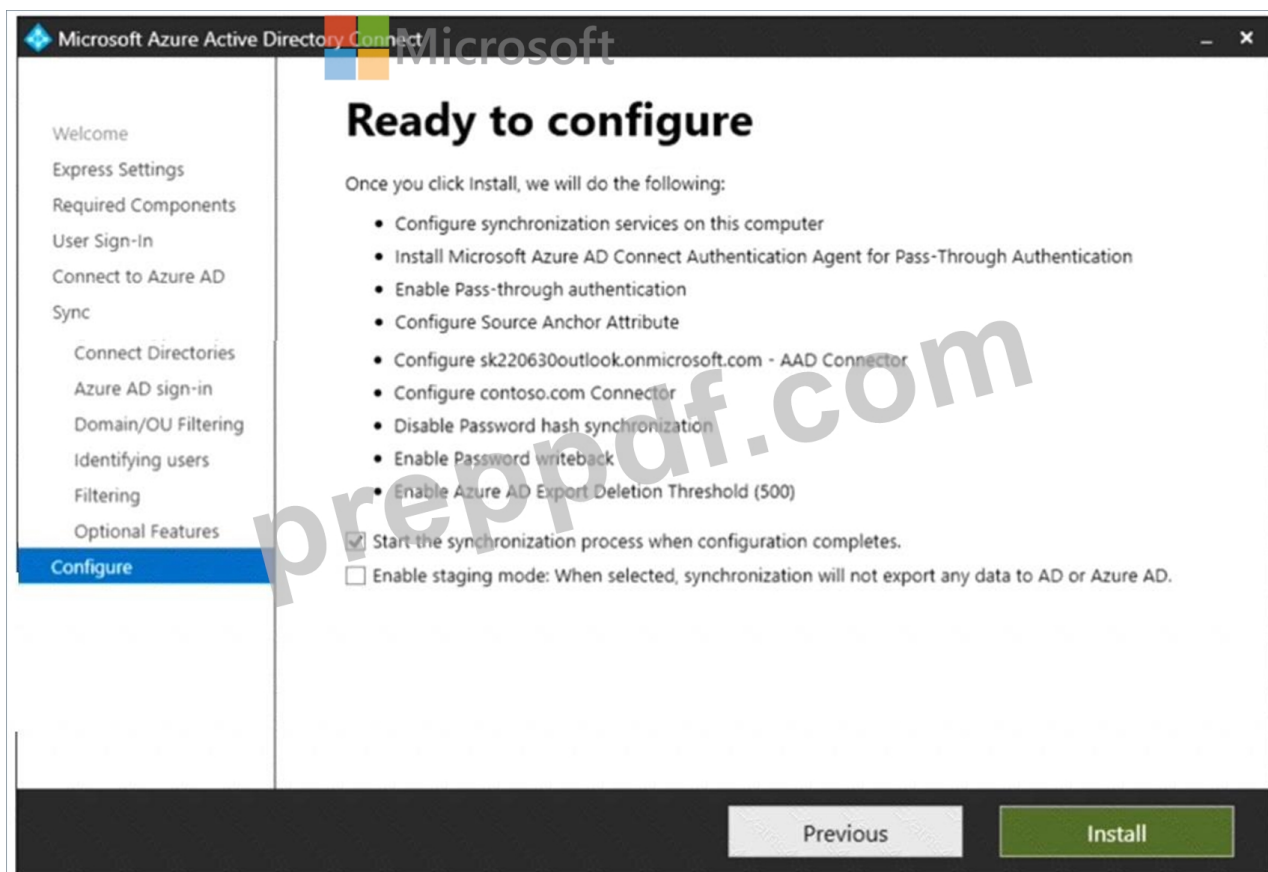 Microsoft Azure Active Directory Connect
Microsoft
Welcome
Express Settings
Required Components
User Sign-In
Connect to Azure AD
Sync
Connect Directories
Azure AD sign-in
Domain/OU Filtering
Identifying users
Filtering
Optional Features
Configure
Ready to configure
Once you click Install, we will do the following:
• Configure synchronization services on this computer
• Install Microsoft Azure AD Connect Authentication Agent for Pass-Through Authentication
• Enable Pass-through authentication
• Configure Source Anchor Attribute
• Configure sk220630outlook.onmicrosoft.com - AAD Connector
• Configure contoso.com Connector
• Disable Password hash synchronization
• Enable Password writeback
• Enable Azure AD Export Deletion Threshold (500)
Start the synchronization process when configuration completes.
Enable staging mode: When selected, synchronization will not export any data to AD or Azure AD.
preppdf.com
Previous
Install